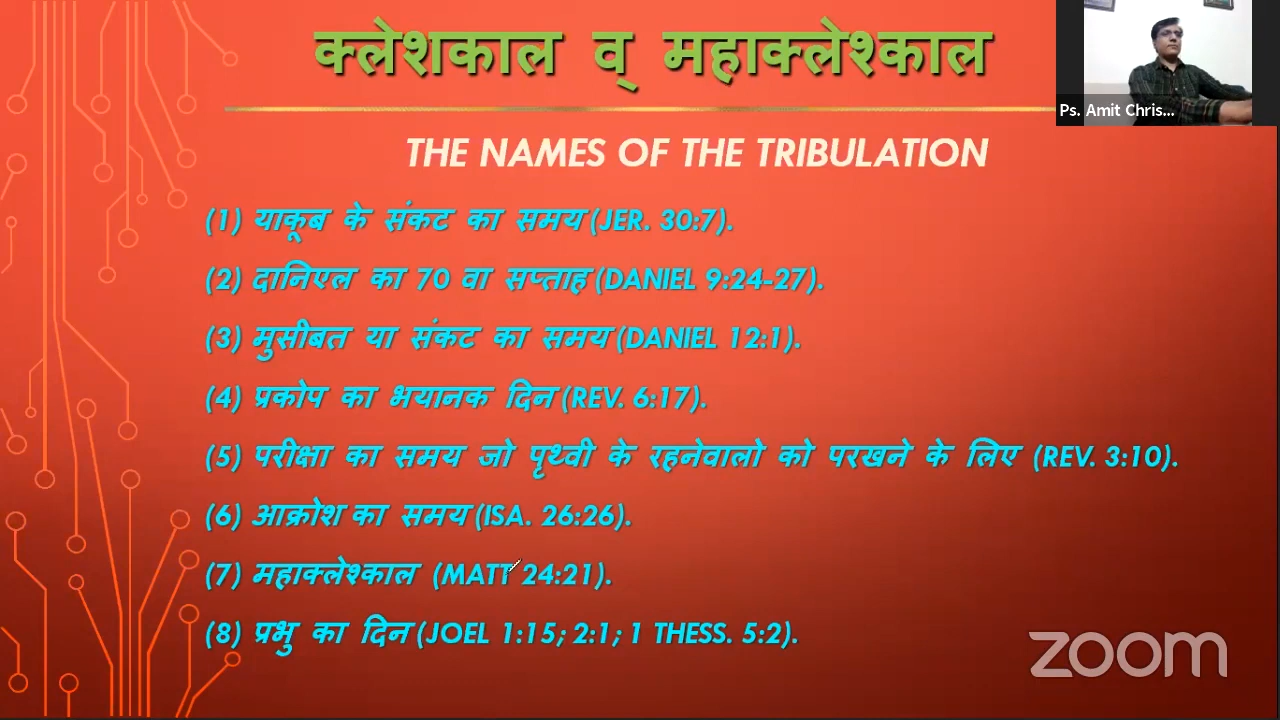 क्लेशकाल व् महाक्लेश्काल
Ps. Amit Chris...
THE NAMES OF THE TRIBULATION
(1) याकूब के संकट का समय (JER. 30:7).
(2) दानिएल का 70 वा सप्ताह (DANIEL 9:24-27).
(3) मुसीबत या संकट का समय (DANIEL 12:1).
(4) प्रकोप का भयानक दिन (REV. 6:17).
(5) परीक्षा का समय जो पृथ्वी के रहनेवालो को परखने के लिए (REV. 3:10).
(6) आक्रोश का समय (ISA. 26:26).
(7) महाक्लेश्काल (MATT 24:21).
(8) प्रभु का दिन (JOEL 1:15; 2:1; 1 THESS. 5:2).
zoom